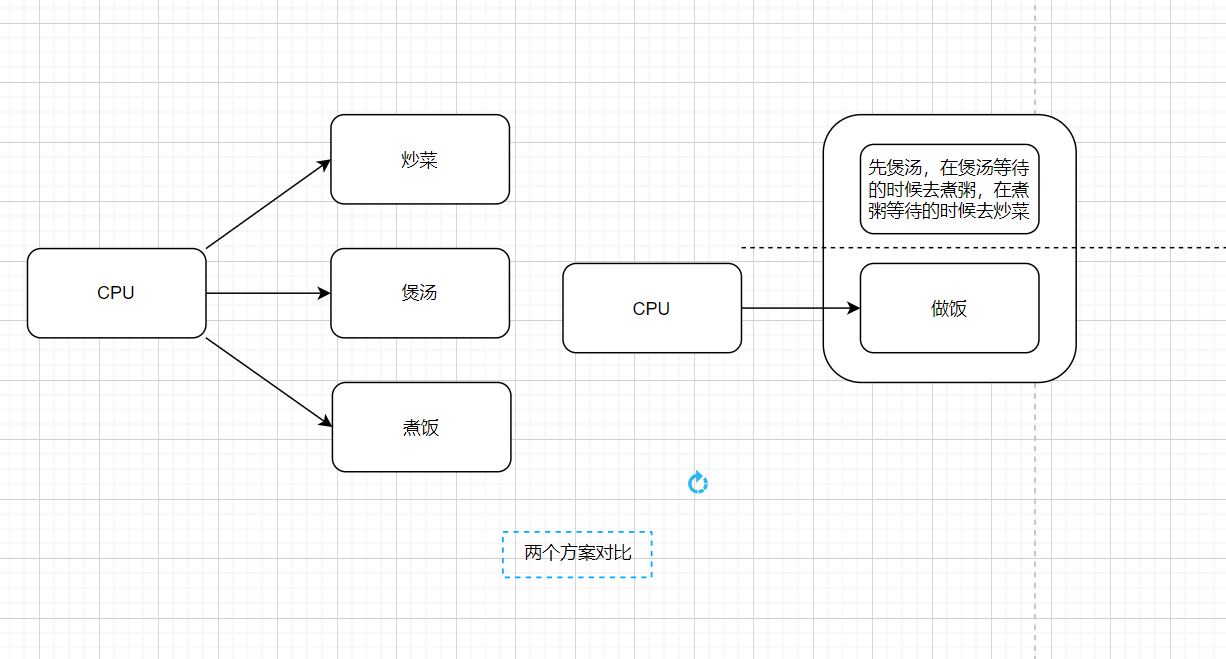 炒菜
CPU
煲汤
煮饭
先煲汤，在煲汤等待
的时候去煮粥，在煮
粥等待的时候去炒菜
CPU
做饭
两个方案对比